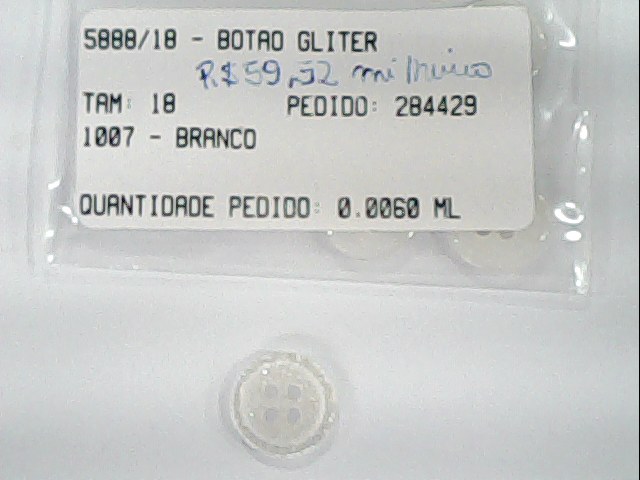 5888/18 - BOTAO GLITER
R$59,52 milheiro
TAM: 18 PEDIDO: 284429
1007 - BRANCO
QUANTIDADE PEDIDO: 0.0060 ML